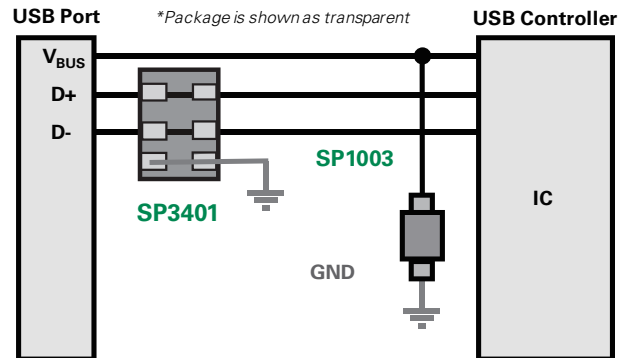 USB Port
*Package is shown as transparent
USB Controller
VBUS
D+
D-
SP1003
SP3401
IC
GND